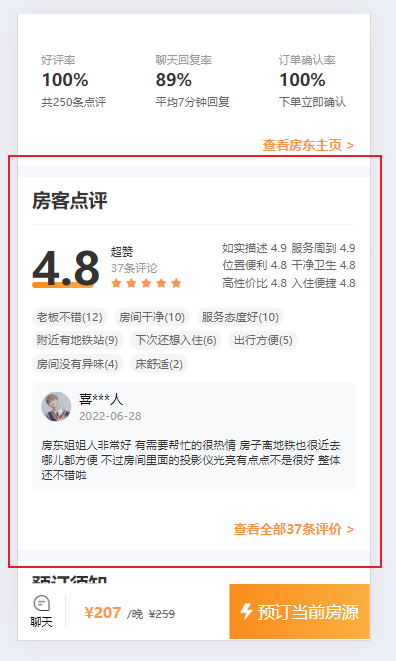 好评率 聊天回复率 订单确认率
100% 89% 100%
共250条点评 平均7分钟回复 下单立即确认
查看房东主页 >
房客点评
4.8
超赞
37条评论
如实描述 4.9 服务周到 4.9
位置便利 4.8 干净卫生 4.8
高性价比 4.8 入住便捷 4.8
老板不错(12) 房间干净(10) 服务态度好(10)
附近有地铁站(9) 下次还想入住(6) 出行方便(5)
房间没有异味(4) 床舒适(2)
喜***人
2022-06-28
房东姐姐人非常好 有需要帮忙的很热情 房子离地铁也很近去
哪儿都方便 不过房间里面的投影仪光亮有点点不是很好 整体
还不错啦
查看全部37条评价 >
预订须知
聊天
¥207 /晚 ¥259
预订当前房源